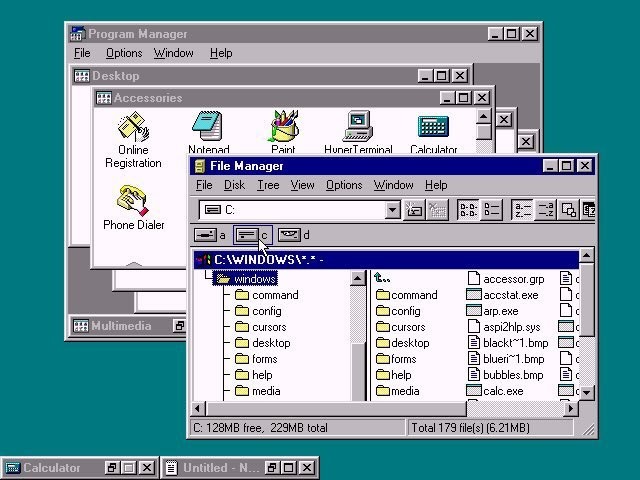 Program Manager
File Options Window Help
Desktop
Accessories
Online Registration
Notepad
Paint
HyperTerminal
Calculator
Phone Dialer
Multimedia
File Manager
File Disk Tree View Options Window Help
C:
a c d
C:\WINDOWS\*.* -
windows
command
config
cursors
desktop
forms
help
media
command
config
cursors
desktop
forms
help
media
accessor.grp
accstat.exe
arp.exe
aspi2hlp.sys
blackt~1.bmp
blueri~1.bmp
bubbles.bmp
calc.exe
C: 128MB free, 229MB total
Total 179 file(s) (6.21MB)
Calculator
Untitled - N...